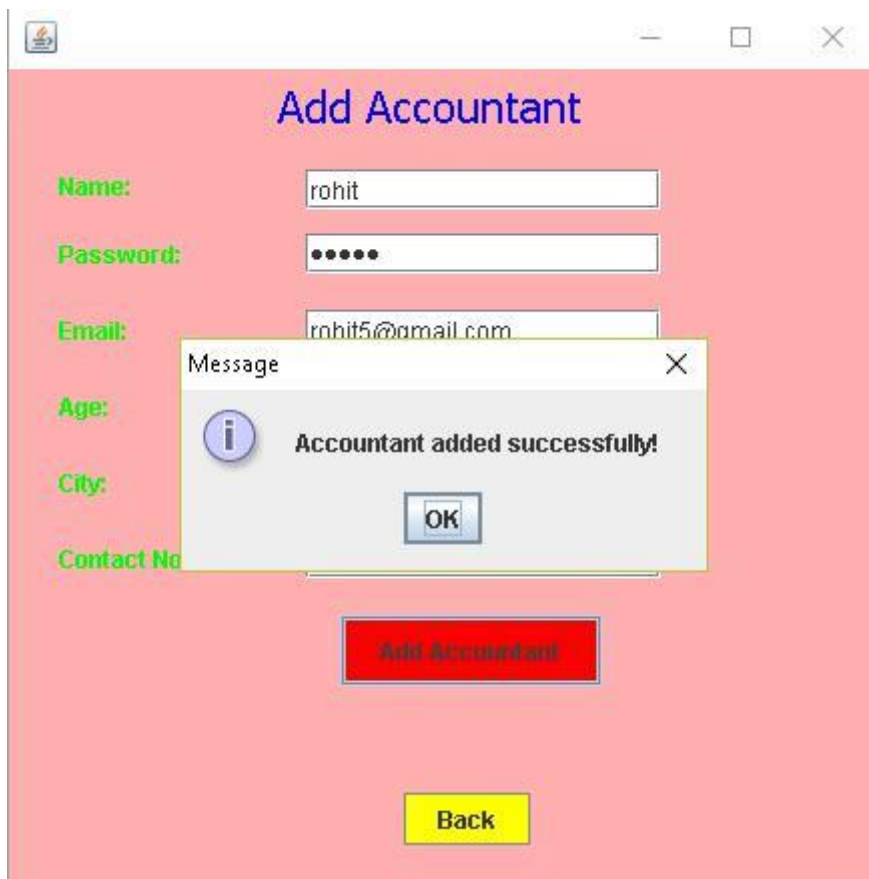 Add Accountant
Name: rohit
Password: •••••
Email: rohit5@gmail.com
Message
Age:
Accountant added successfully!
City:
OK
Contact No
Add Accountant
Back